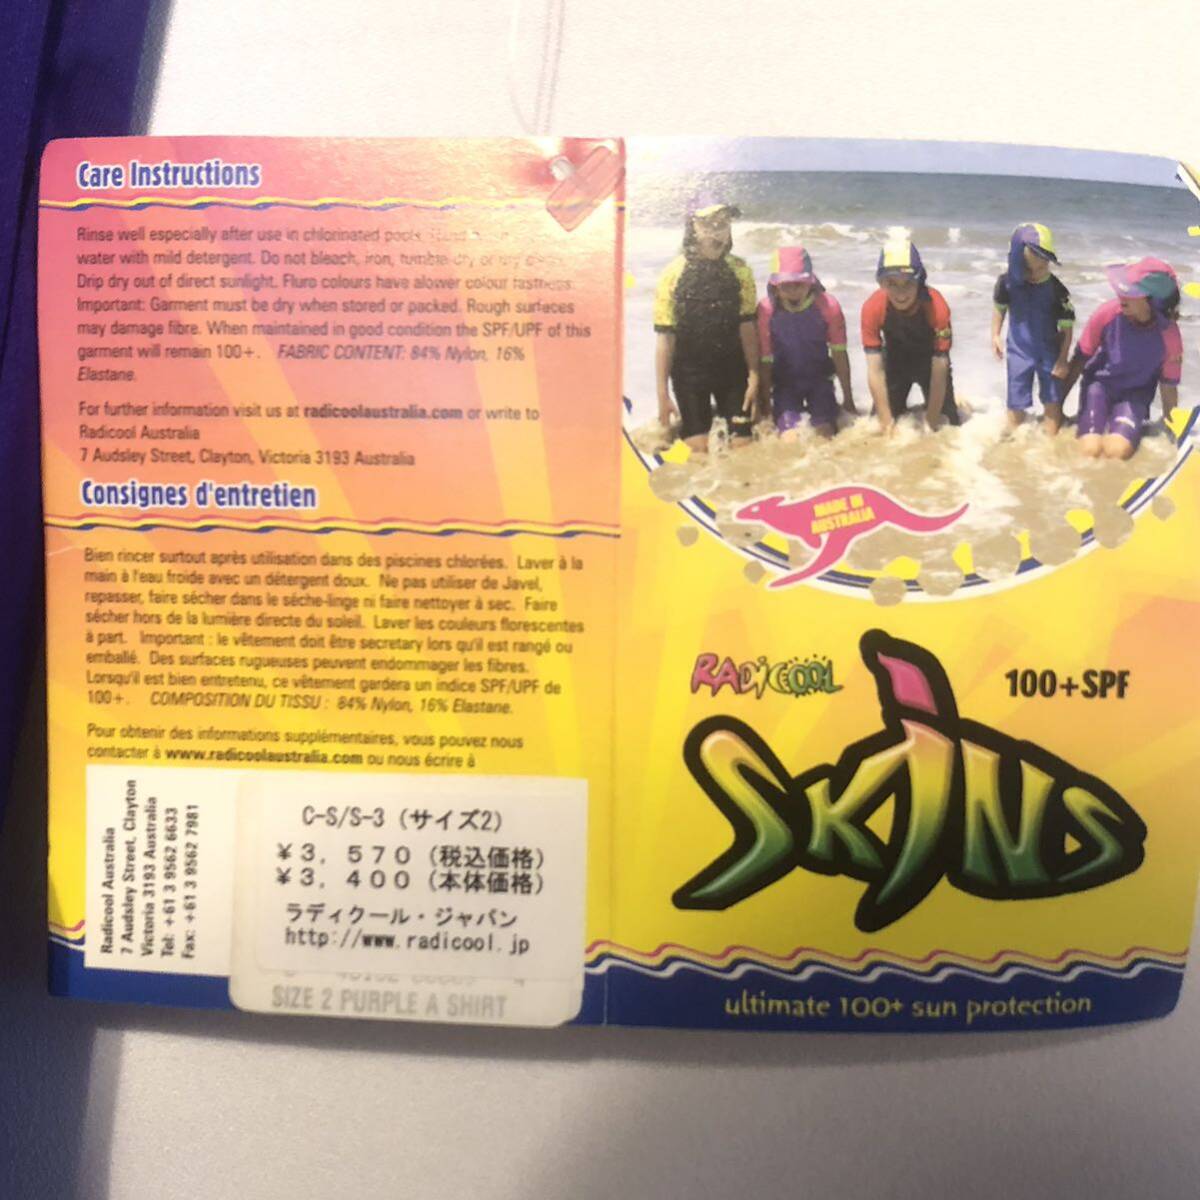 Care Instructions
Rinse well especially after use in chlorinated pools.
water with mild detergent. Do not bleach, iron, tumble dry or dry clean.
Drip dry out of direct sunlight. Fluro colours have slower colour fastness.
Important: Garment must be dry when stored or packed. Rough surfaces
may damage fibre. When maintained in good condition the SPF/UPF of this
garment will remain 100+. FABRIC CONTENT: 84% Nylon, 16%
Elastane.
For further information visit us at radicoolaustralia.com or write to
Radicool Australia
7 Audsley Street, Clayton, Victoria 3193 Australia
Consignes d'entretien
Bien rincer surtout après utilisation dans des piscines chlorées. Laver à la
main à l'eau froide avec un détergent doux. Ne pas utiliser de Javel,
repasser, faire sécher dans le sèche-linge ni faire nettoyer à sec. Faire
sécher hors de la lumière directe du soleil. Laver les couleurs florescentes
à part. Important : le vêtement doit être secretary lors qu'il est rangé ou
emballé. Des surfaces rugueuses peuvent endommager les fibres.
Lorsqu'il est bien entretenu, ce vêtement gardera un indice SPF/UPF de
100+. COMPOSITION DU TISSU : 84% Nylon, 16% Elastane.
Pour obtenir des informations supplémentaires, vous pouvez nous
contacter à www.radicoolaustralia.com ou nous écrire à
Radicool Australia
7 Audsley Street, Clayton
Victoria 3193 Australia
Tel: +61 3 9562 6633
Fax: +61 3 9562 7981
C-S/S-3（サイズ2）
¥3，570（税込価格）
¥3，400（本体価格）
ラディクール・ジャパン
http://www.radicool.jp
SIZE 2 PURPLE A SHIRT
MADE IN
AUSTRALIA
RADiCOOL
100+SPF
SKiNS
ultimate 100+ sun protection